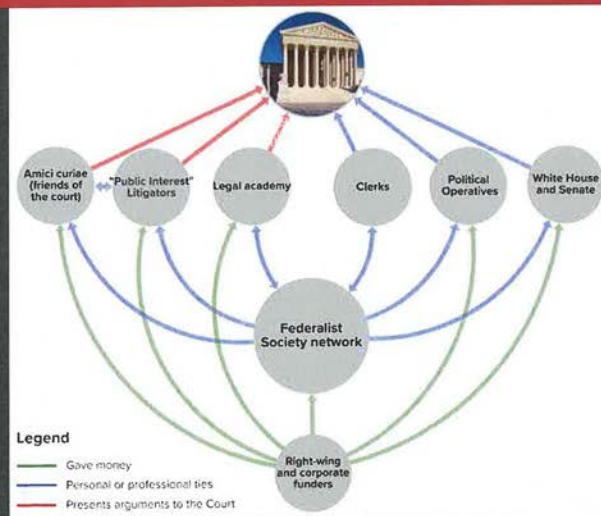 Amici curiae
(friends of
the court)
"Public Interest"
Litigators
Legal academy
Clerks
Political
Operatives
White House
and Senate
Federalist
Society network
Right-wing
and corporate
funders
Legend
Gave money
Personal or professional ties
Presents arguments to the Court